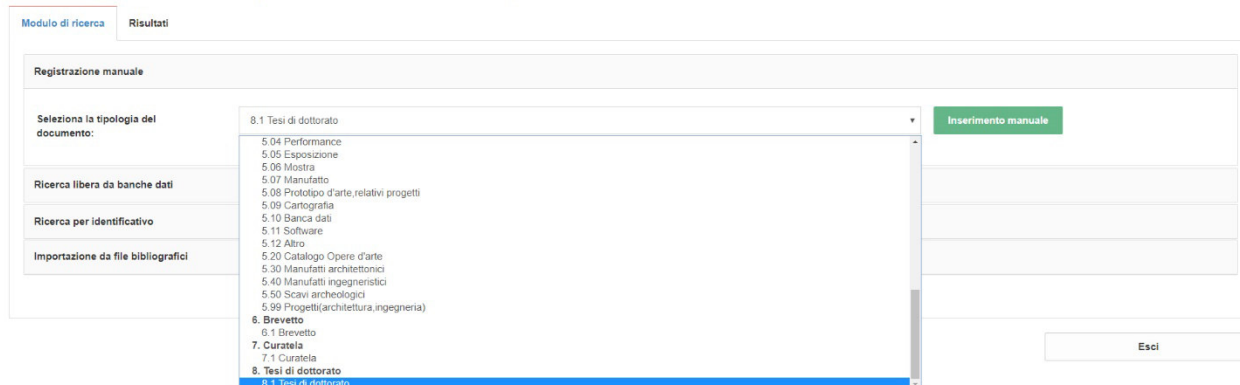 Modulo di ricerca Risultati
Registrazione manuale
Seleziona la tipologia del
documento:
8.1 Tesi di dottorato
Inserimento manuale
5.04 Performance
5.05 Esposizione
5.06 Mostra
5.07 Manufatto
5.08 Prototipo d'arte,relativi progetti
5.09 Cartografia
5.10 Banca dati
5.11 Software
5.12 Altro
5.20 Catalogo Opere d'arte
5.30 Manufatti architettonici
5.40 Manufatti ingegneristici
5.50 Scavi archeologici
5.99 Progetti(architettura,ingegneria)
6. Brevetto
6.1 Brevetto
7. Curatela
7.1 Curatela
8. Tesi di dottorato
8.1 Tesi di dottorato
Ricerca libera da banche dati
Ricerca per identificativo
Importazione da file bibliografici
Esci